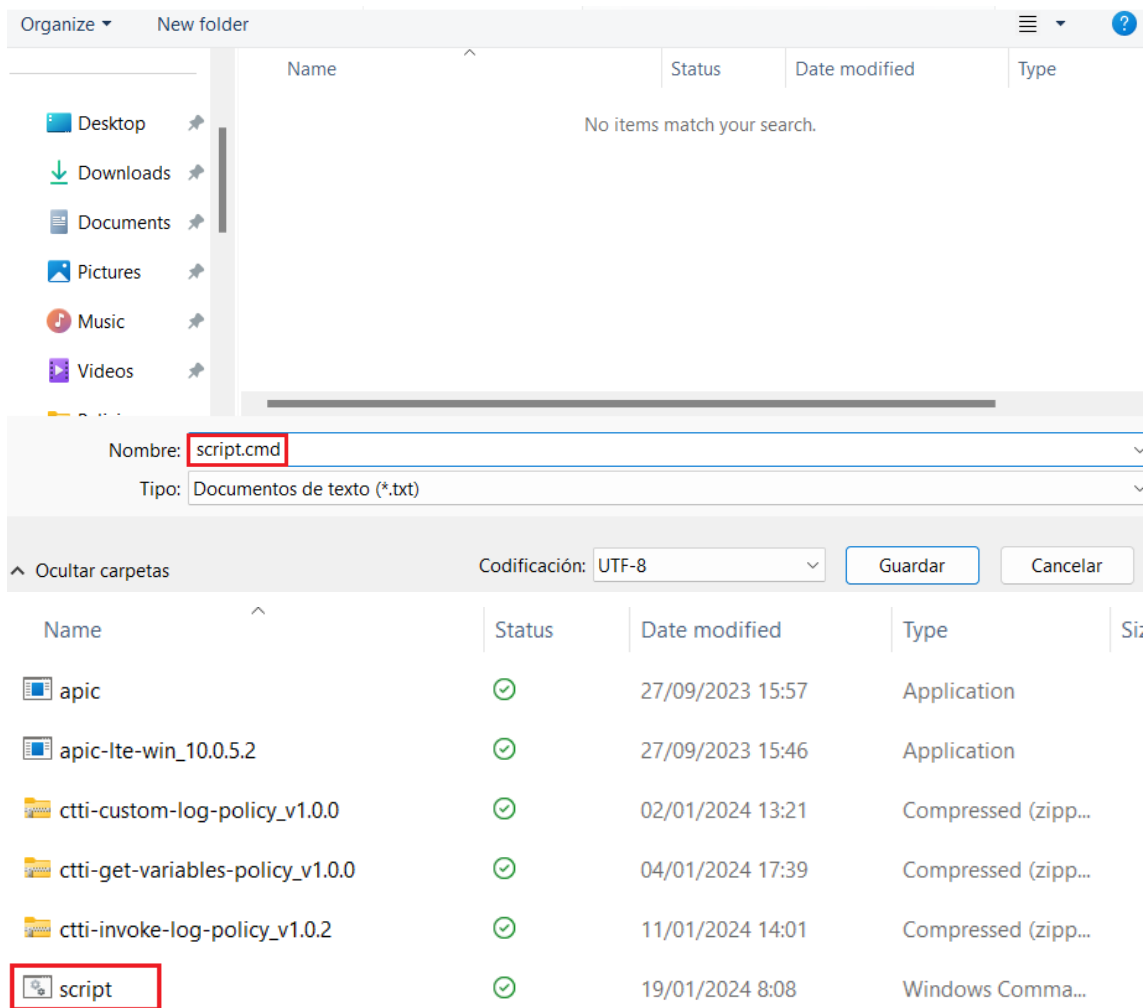 Organize New folder
Name Status Date modified Type
No items match your search.
Desktop
Downloads
Documents
Pictures
Music
Videos
Nombre: script.cmd
Tipo: Documentos de texto (*.txt)
Ocultar carpetas Codificación: UTF-8 Guardar Cancelar
Name Status Date modified Type
apic 27/09/2023 15:57 Application
apic-lte-win_10.0.5.2 27/09/2023 15:46 Application
ctti-custom-log-policy_v1.0.0 02/01/2024 13:21 Compressed (zipp...
ctti-get-variables-policy_v1.0.0 04/01/2024 17:39 Compressed (zipp...
ctti-invoke-log-policy_v1.0.2 11/01/2024 14:01 Compressed (zipp...
script 19/01/2024 8:08 Windows Comma...